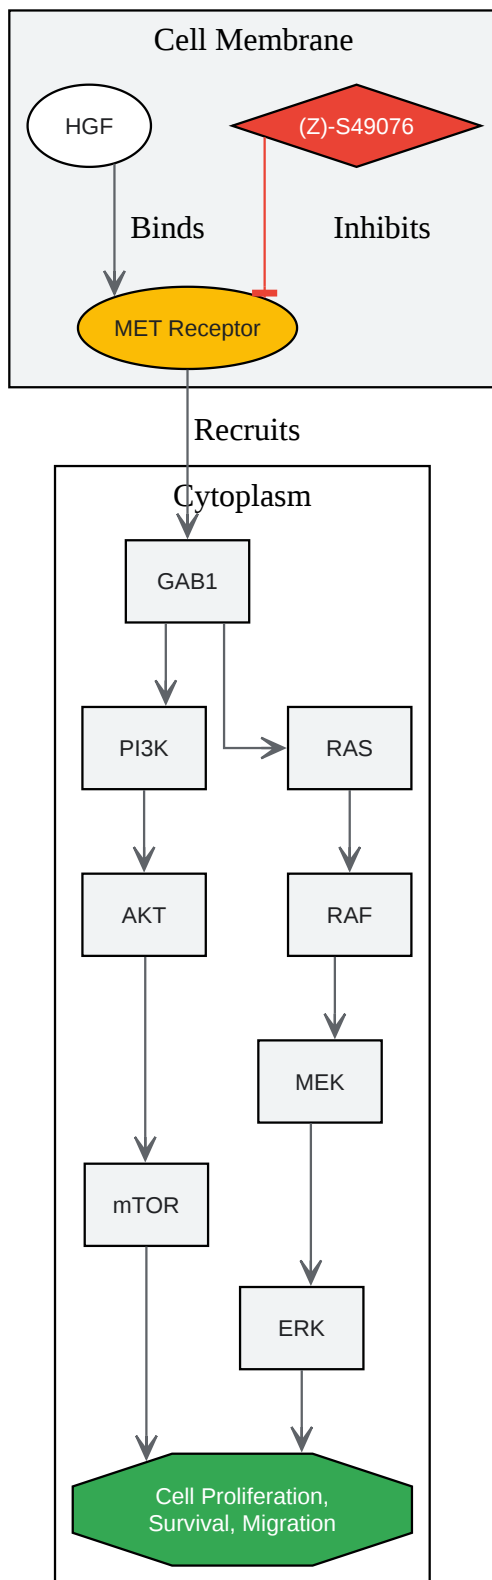 Cell Membrane
HGF
(Z)-S49076
Binds
Inhibits
MET Receptor
Recruits
Cytoplasm
GAB1
PI3K
RAS
AKT
RAF
MEK
mTOR
ERK
Cell Proliferation,
Survival, Migration